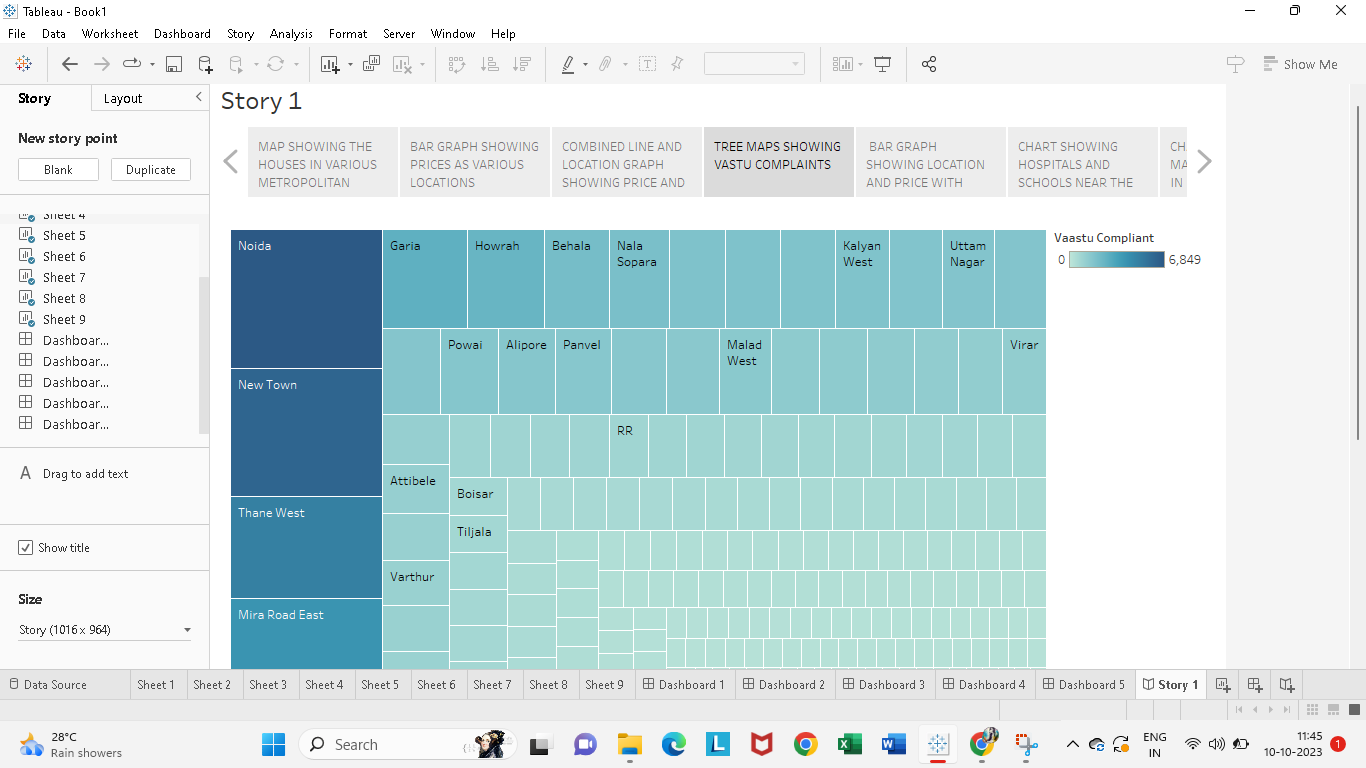 Tableau - Book1
File Data Worksheet Dashboard Story Analysis Format Server Window Help
Show Me
Story Layout
New story point
Blank Duplicate
Sheet 4
Sheet 5
Sheet 6
Sheet 7
Sheet 8
Sheet 9
Dashboar...
Dashboar...
Dashboar...
Dashboar...
Dashboar...
A Drag to add text
Show title
Size
Story (1016 x 964)
Story 1
MAP SHOWING THE
HOUSES IN VARIOUS
METROPOLITAN
BAR GRAPH SHOWING
PRICES AS VARIOUS
LOCATIONS
COMBINED LINE AND
LOCATION GRAPH
SHOWING PRICE AND
TREE MAPS SHOWING
VASTU COMPLAINTS
BAR GRAPH
SHOWING LOCATION
AND PRICE WITH
CHART SHOWING
HOSPITALS AND
SCHOOLS NEAR THE
CH
MA
IN
Noida
New Town
Thane West
Mira Road East
Garia
Howrah
Behala
Nala
Sopara
Kalyan
West
Uttam
Nagar
Powai
Alipore
Panvel
Malad
West
Virar
RR
Attibele
Boisar
Tiljala
Varthur
Vaastu Compliant
0 6,849
Data Source Sheet 1 Sheet 2 Sheet 3 Sheet 4 Sheet 5 Sheet 6 Sheet 7 Sheet 8 Sheet 9 Dashboard 1 Dashboard 2 Dashboard 3 Dashboard 4 Dashboard 5 Story 1
28°C
Rain showers
Search
ENG
IN
11:45
10-10-2023
1